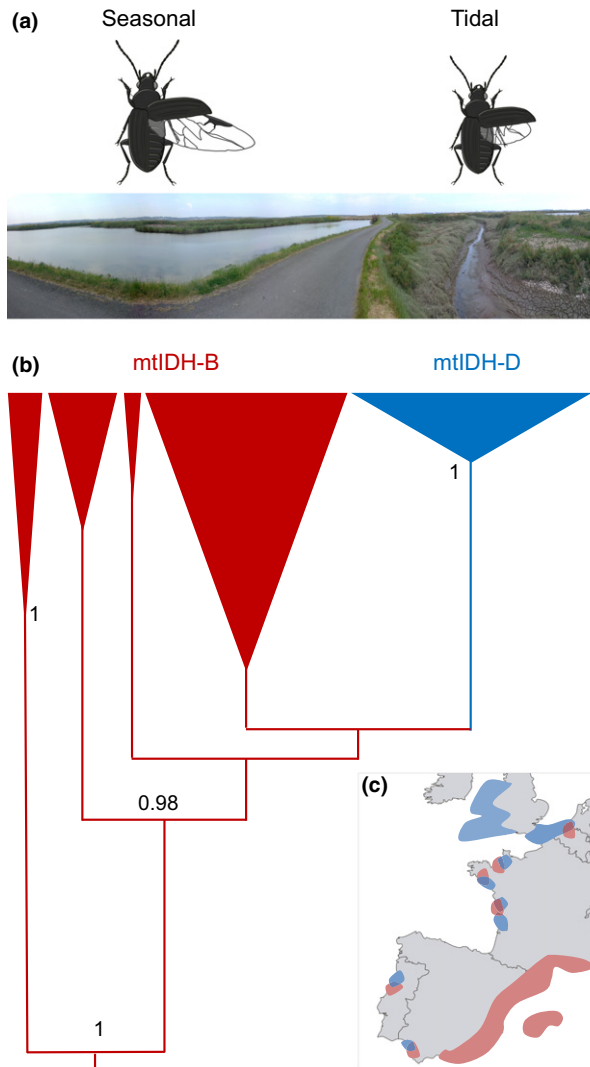 (a)
Seasonal
Tidal
(b)
mtIDH-B
mtIDH-D
1
1
0.98
(c)
1